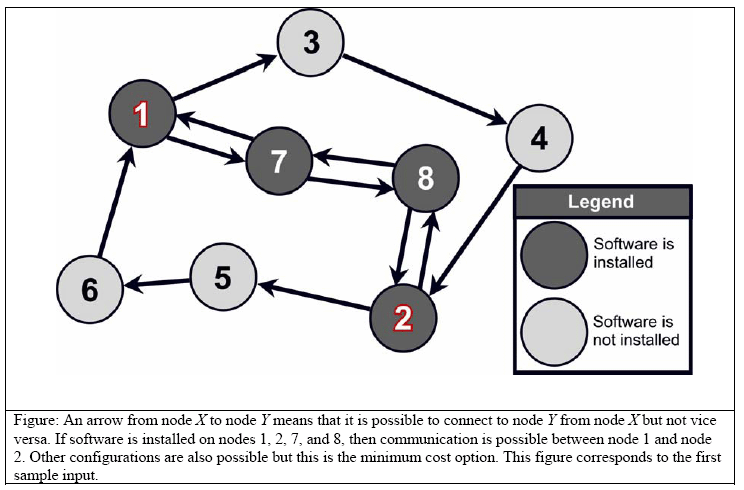 3
1
4
7
8
Legend
Software is
installed
6
5
2
Software is
not installed
Figure: An arrow from node X to node Y means that it is possible to connect to node Y from node X but not vice
versa. If software is installed on nodes 1, 2, 7, and 8, then communication is possible between node 1 and node
2. Other configurations are also possible but this is the minimum cost option. This figure corresponds to the first
sample input.